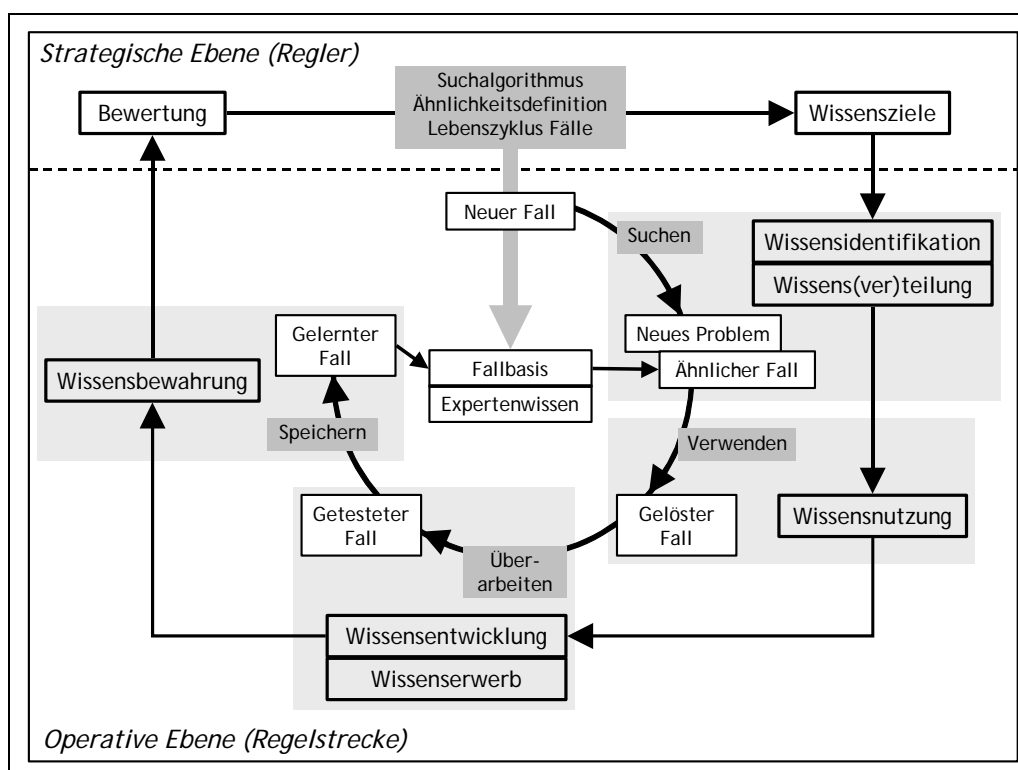 Strategische Ebene (Regler)
Suchalgorithmus
Ähnlichkeitsdefinition
Lebenszyklus Fälle
Bewertung
Wissensziele
Neuer Fall
Suchen
Wissensidentifikation
Wissens(ver)teilung
Neues Problem
Ähnlicher Fall
Gelernter
Fall
Fallbasis
Expertenwissen
Wissensbewahrung
Speichern
Verwenden
Getesteter
Fall
Gelöster
Fall
Wissensnutzung
Über-
arbeiten
Wissensentwicklung
Wissenserwerb
Operative Ebene (Regelstrecke)